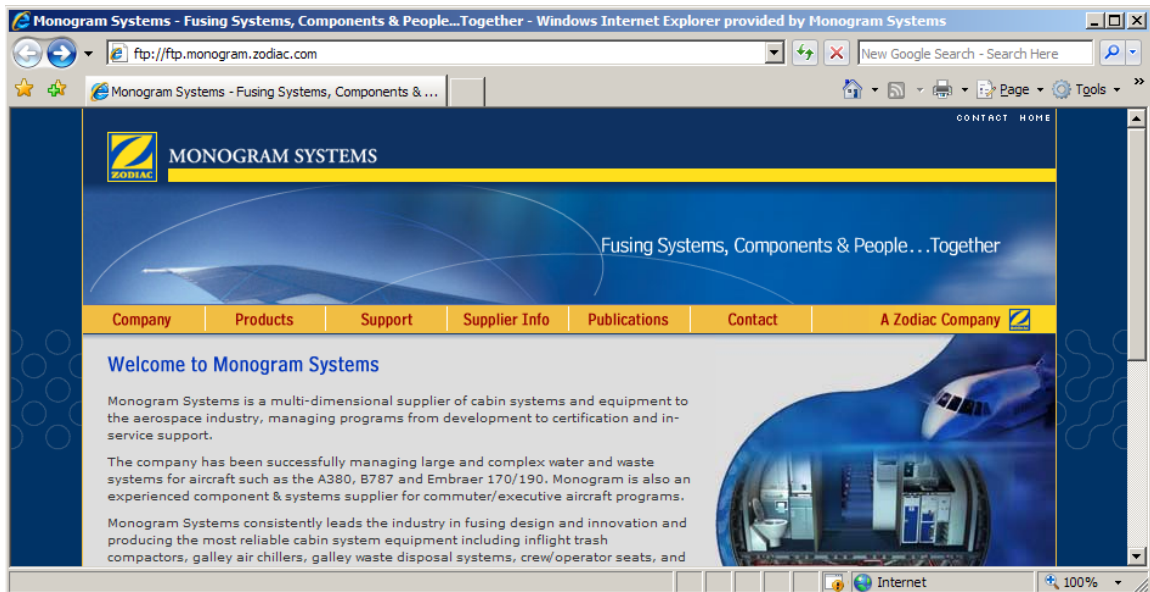 Monogram Systems - Fusing Systems, Components & People...Together - Windows Internet Explorer provided by Monogram Systems
ftp://ftp.monogram.zodiac.com
New Google Search - Search Here
Monogram Systems - Fusing Systems, Components & ...
Page
Tools
»
CONTACT HOME
ZODIAC
MONOGRAM SYSTEMS
Fusing Systems, Components & People...Together
Company Products Support Supplier Info Publications Contact A Zodiac Company
Welcome to Monogram Systems
Monogram Systems is a multi-dimensional supplier of cabin systems and equipment to
the aerospace industry, managing programs from development to certification and in-
service support.
The company has been successfully managing large and complex water and waste
systems for aircraft such as the A380, B787 and Embraer 170/190. Monogram is also an
experienced component & systems supplier for commuter/executive aircraft programs.
Monogram Systems consistently leads the industry in fusing design and innovation and
producing the most reliable cabin system equipment including inflight trash
compactors, galley air chillers, galley waste disposal systems, crew/operator seats, and
Internet
100%